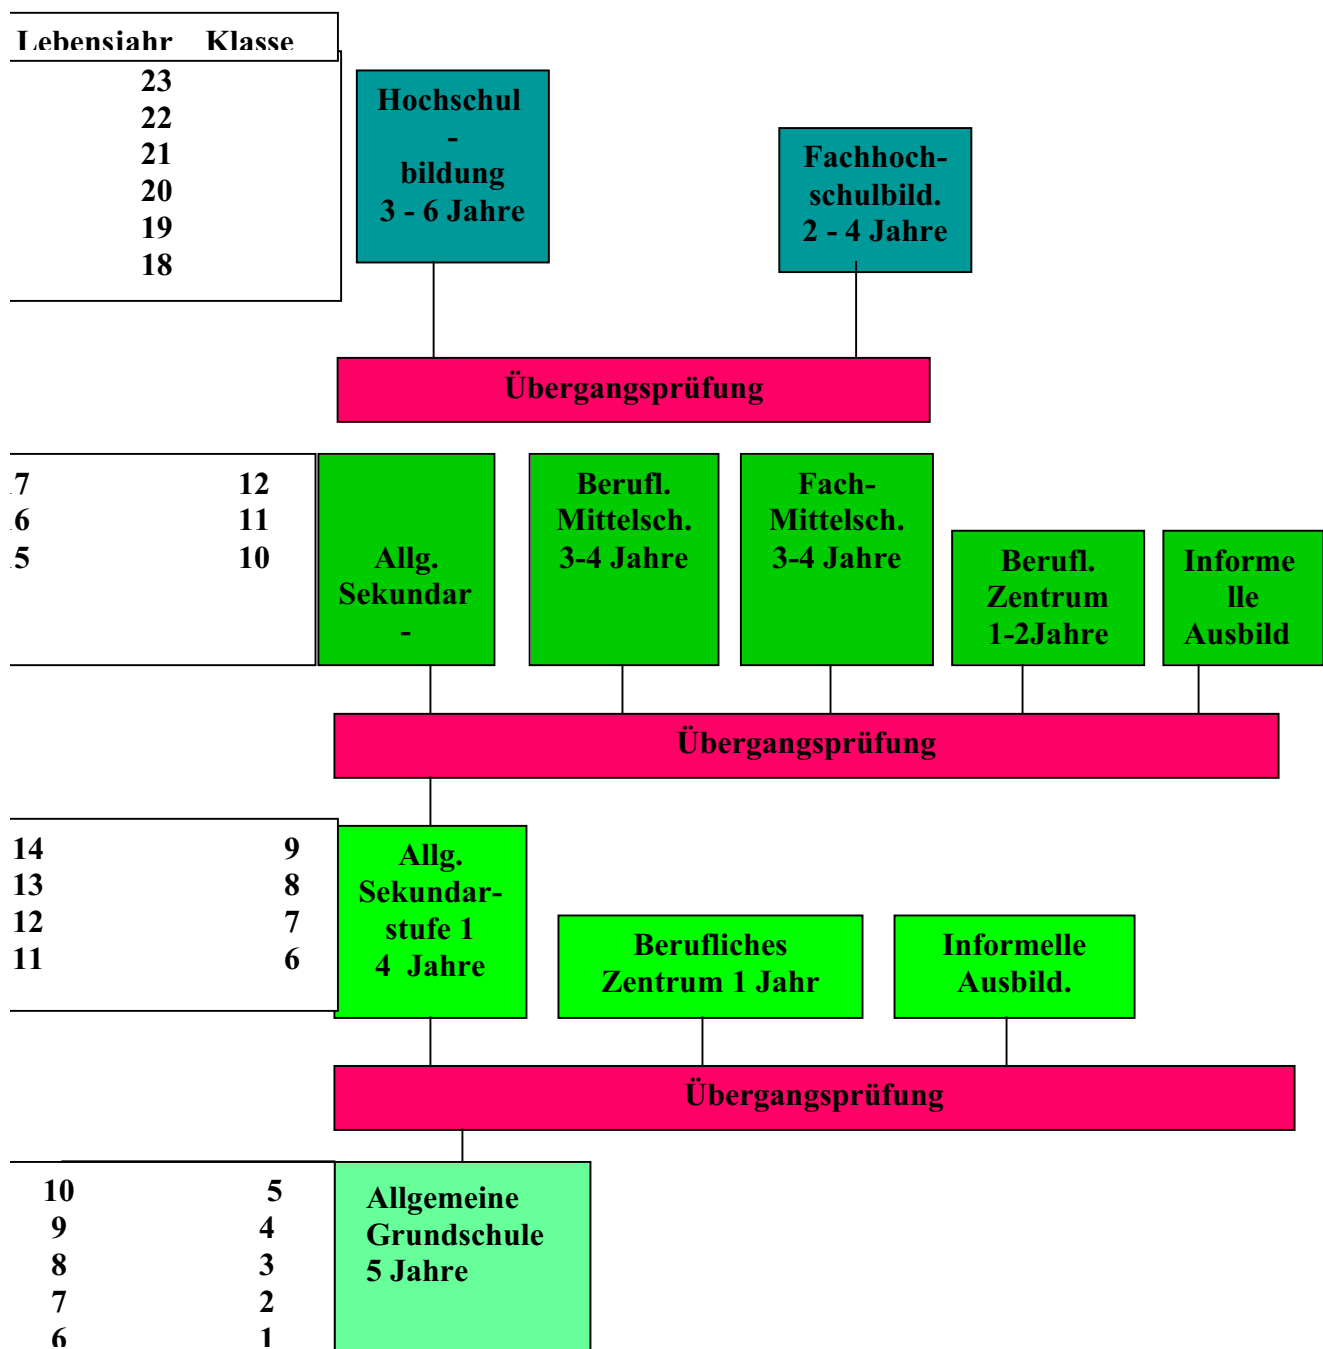 Lebensjahr Klasse
23
22
21
20
19
18
Hochschul
-
bildung
3 - 6 Jahre
Fachhoch-
schulbild.
2 - 4 Jahre
Übergangsprüfung
17 12
16 11
15 10
Allg.
Sekundar
-
Berufl.
Mittelsch.
3-4 Jahre
Fach-
Mittelsch.
3-4 Jahre
Berufl.
Zentrum
1-2Jahre
Informe
lle
Ausbild
Übergangsprüfung
14 9
13 8
12 7
11 6
Allg.
Sekundar-
stufe 1
4 Jahre
Berufliches
Zentrum 1 Jahr
Informelle
Ausbild.
Übergangsprüfung
10 5
9 4
8 3
7 2
6 1
Allgemeine
Grundschule
5 Jahre